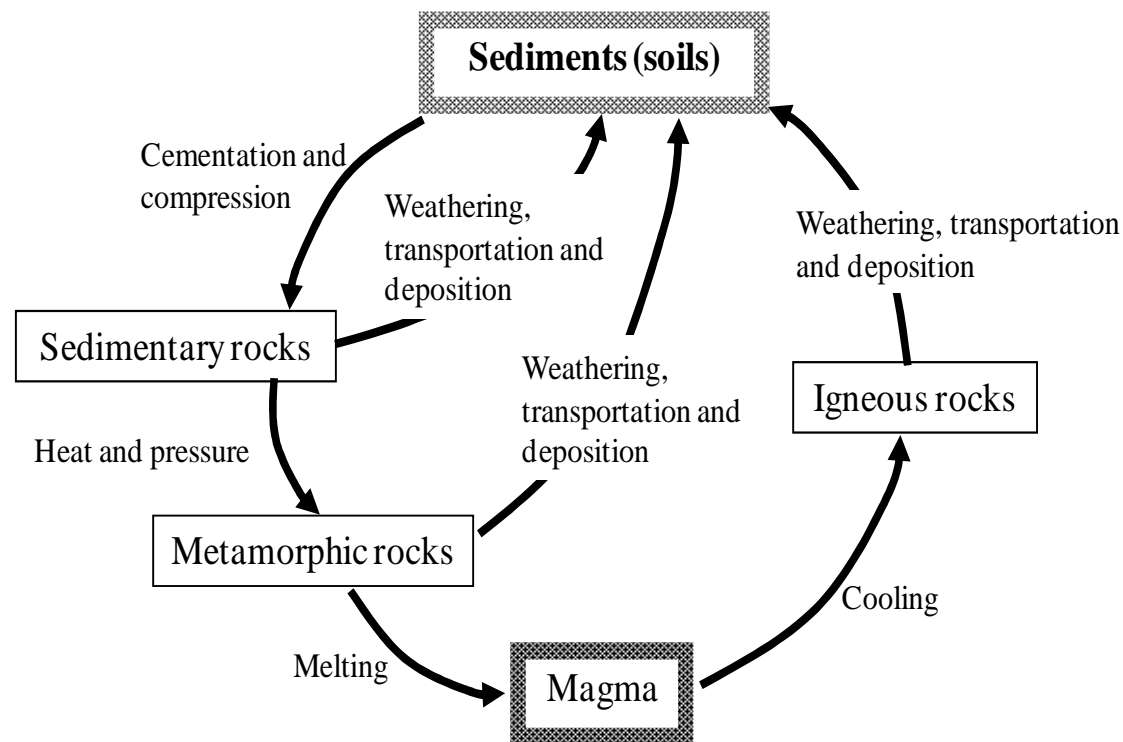 Sediments (soils)
Cementation and
compression
Weathering,
transportation and
deposition
Weathering, transportation
and deposition
Sedimentary rocks
Weathering,
transportation and
deposition
Igneous rocks
Heat and pressure
Metamorphic rocks
Cooling
Melting
Magma